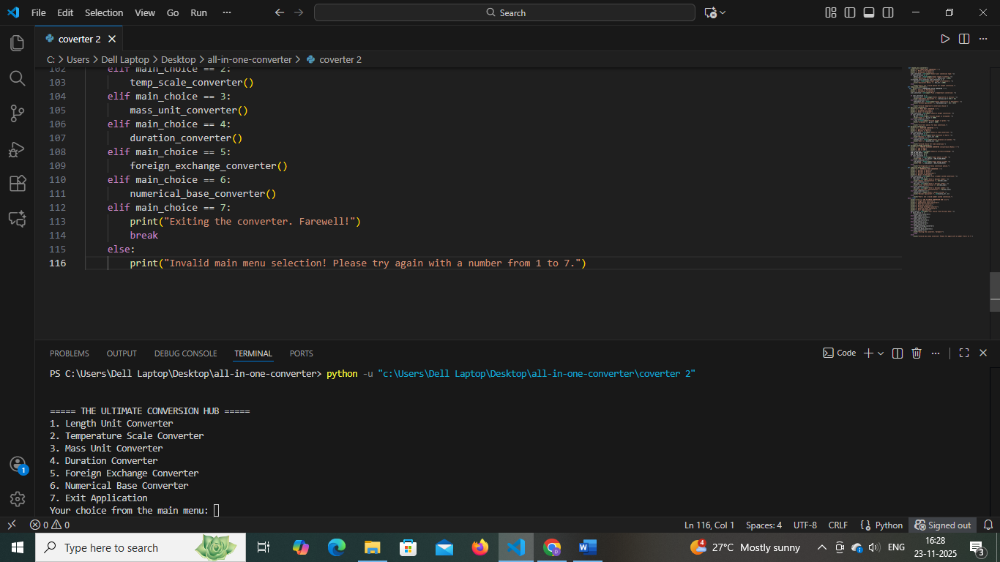 File Edit Selection View Go Run ··· Search
coverter 2
C: > Users > Dell Laptop > Desktop > all-in-one-converter > coverter 2
102 elif main_choice == 2:
103 temp_scale_converter()
104 elif main_choice == 3:
105 mass_unit_converter()
106 elif main_choice == 4:
107 duration_converter()
108 elif main_choice == 5:
109 foreign_exchange_converter()
110 elif main_choice == 6:
111 numerical_base_converter()
112 elif main_choice == 7:
113 print("Exiting the converter. Farewell!")
114 break
115 else:
116 print("Invalid main menu selection! Please try again with a number from 1 to 7.")
PROBLEMS OUTPUT DEBUG CONSOLE TERMINAL PORTS Code
PS C:\Users\Dell Laptop\Desktop\all-in-one-converter> python -u "c:\Users\Dell Laptop\Desktop\all-in-one-converter\coverter 2"
===== THE ULTIMATE CONVERSION HUB =====
1. Length Unit Converter
2. Temperature Scale Converter
3. Mass Unit Converter
4. Duration Converter
5. Foreign Exchange Converter
6. Numerical Base Converter
7. Exit Application
Your choice from the main menu:
1
0 0 Ln 116, Col 1 Spaces: 4 UTF-8 CRLF {} Python Signed out
Type here to search 4 27°C Mostly sunny ENG 16:28
23-11-2025 3